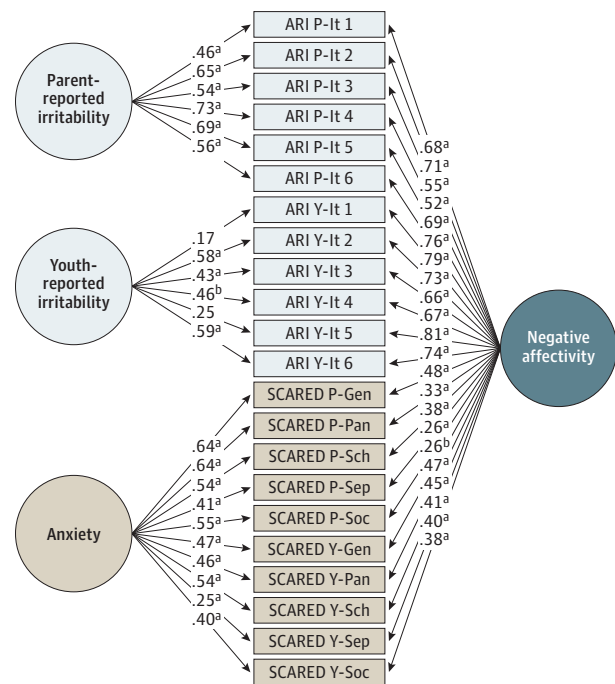 Parent-
reported
irritability
.46ᵃ
.65ᵃ
.54ᵃ
.73ᵃ
.69ᵃ
.56ᵃ
ARI P-It 1
ARI P-It 2
ARI P-It 3
ARI P-It 4
ARI P-It 5
ARI P-It 6
Youth-
reported
irritability
.17
.58ᵃ
.43ᵃ
.46ᵇ
.25
.59ᵃ
ARI Y-It 1
ARI Y-It 2
ARI Y-It 3
ARI Y-It 4
ARI Y-It 5
ARI Y-It 6
Anxiety
.64ᵃ
.64ᵃ
.54ᵃ
.41ᵃ
.55ᵃ
.47ᵃ
.46ᵃ
.54ᵃ
.25ᵃ
.40ᵃ
SCARED P-Gen
SCARED P-Pan
SCARED P-Sch
SCARED P-Sep
SCARED P-Soc
SCARED Y-Gen
SCARED Y-Pan
SCARED Y-Sch
SCARED Y-Sep
SCARED Y-Soc
.68ᵃ
.71ᵃ
.55ᵃ
.52ᵃ
.69ᵃ
.76ᵃ
.79ᵃ
.73ᵃ
.66ᵃ
.67ᵃ
.81ᵃ
.74ᵃ
.48ᵃ
.33ᵃ
.38ᵃ
.26ᵃ
.26ᵇ
.47ᵃ
.45ᵃ
.41ᵃ
.40ᵃ
.38ᵃ
Negative
affectivity